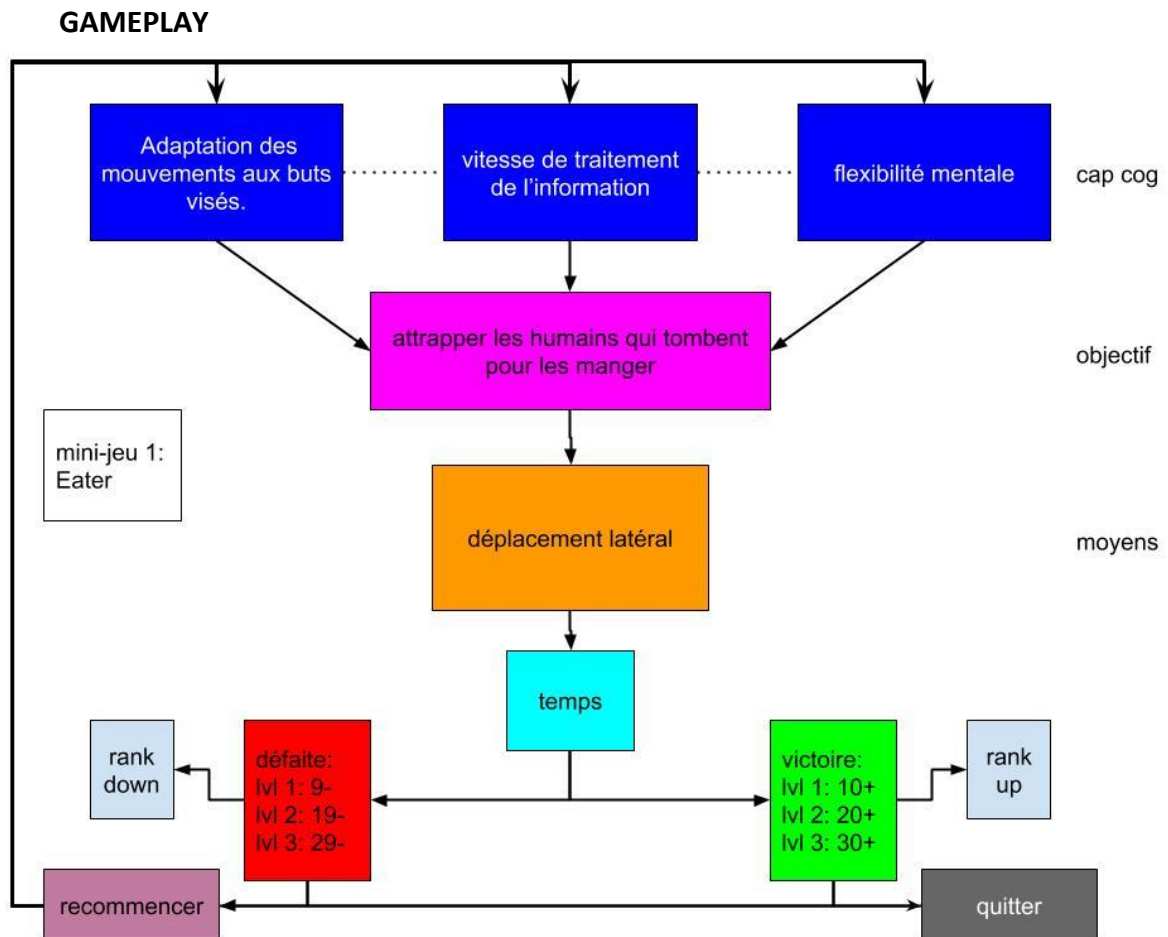 GAMEPLAY
Adaptation des
mouvements aux buts
visés.
vitesse de traitement
de l'information
flexibilité mentale
cap cog
attrapper les humains qui tombent
pour les manger
objectif
mini-jeu 1:
Eater
déplacement latéral
moyens
temps
rank
down
défaite:
lvl 1: 9-
lvl 2: 19-
lvl 3: 29-
victoire:
lvl 1: 10+
lvl 2: 20+
lvl 3: 30+
rank
up
recommencer
quitter